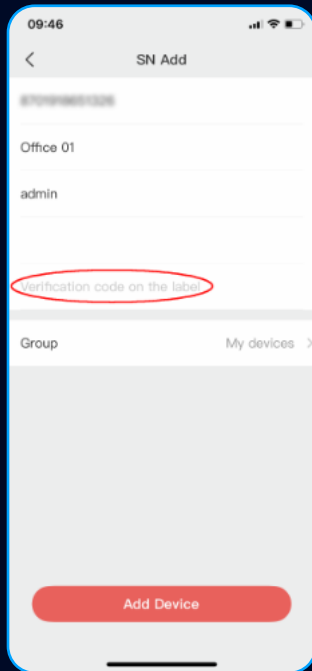 09:46
SN Add
Office 01
admin
Verification code on the label
Group My devices
Add Device